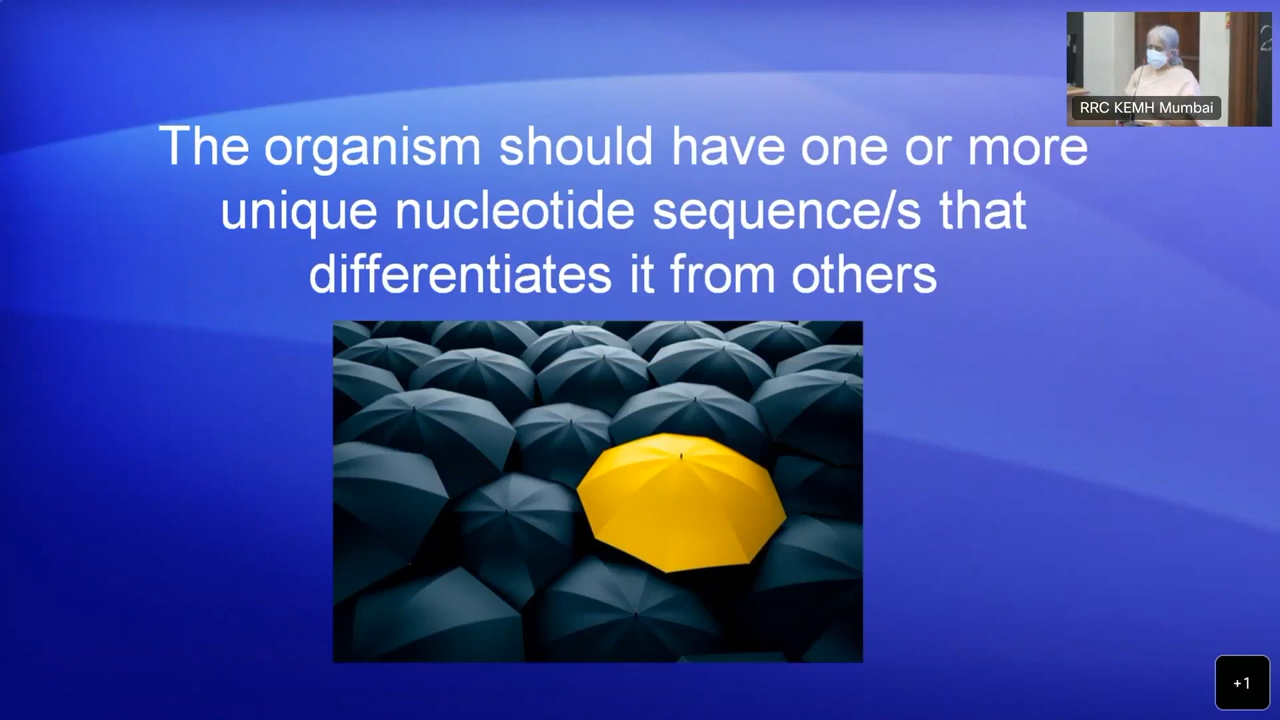 The organism should have one or more
unique nucleotide sequence/s that
differentiates it from others
RRC KEMH Mumbai
2
+1